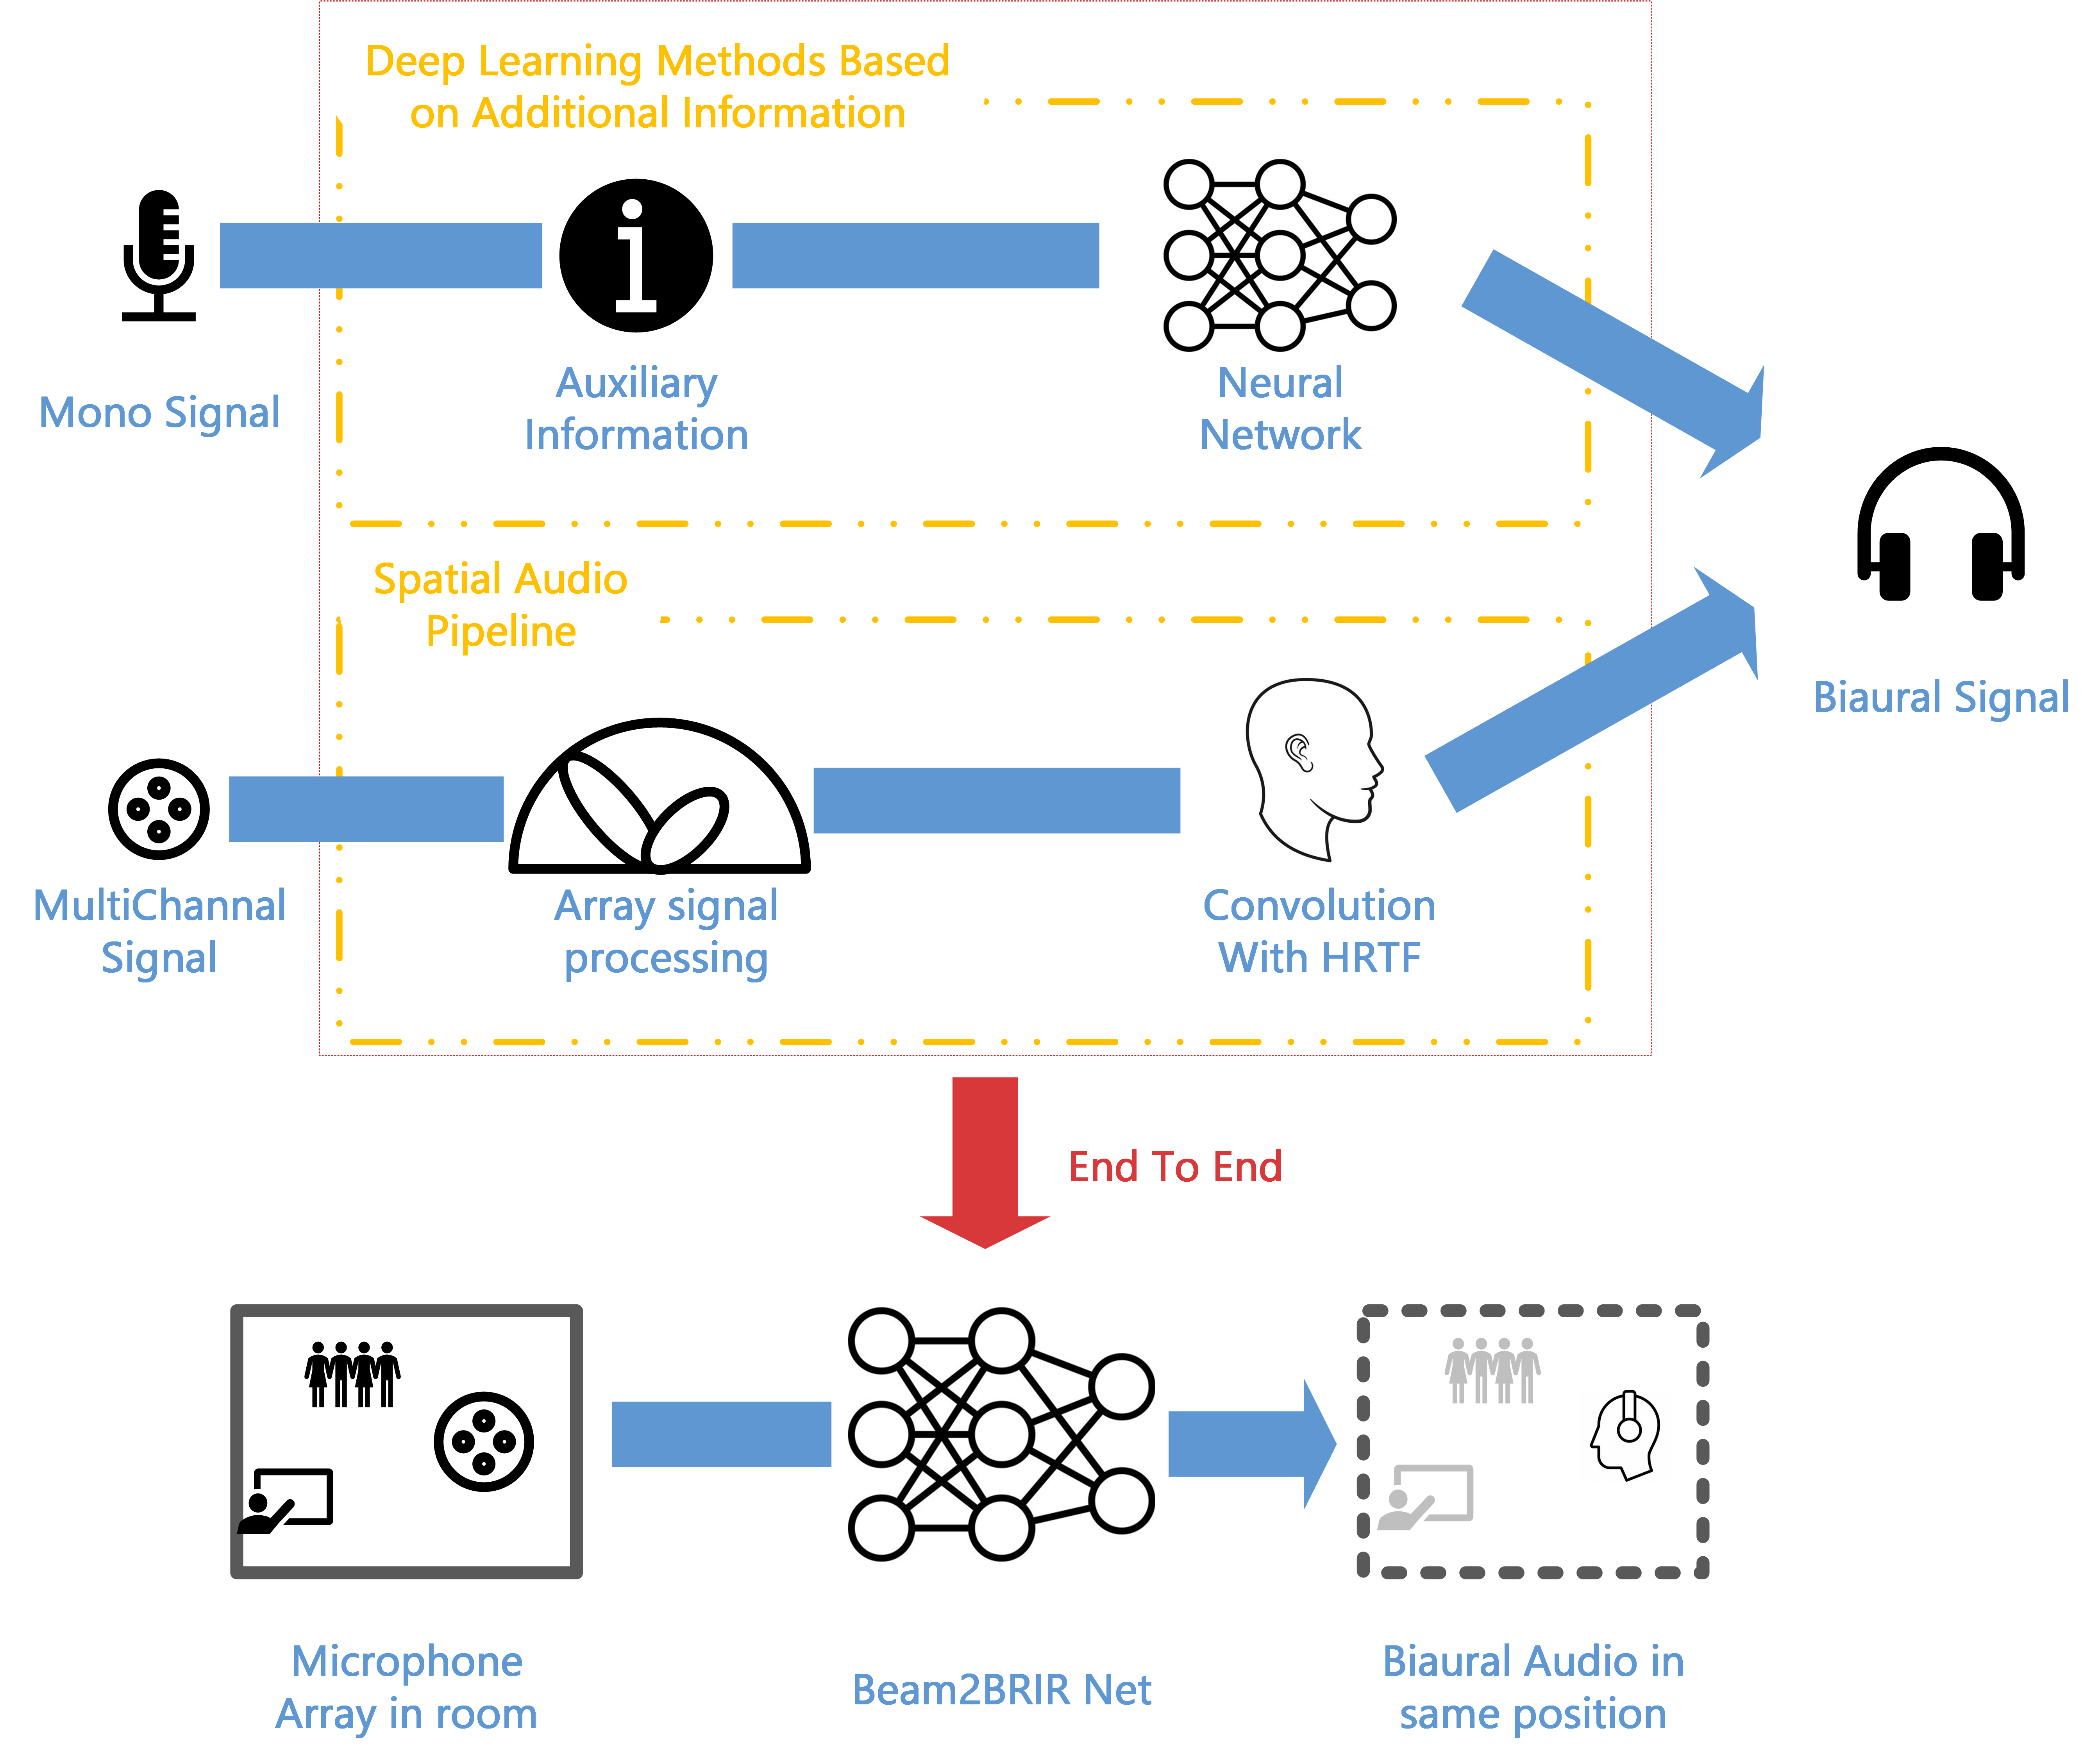 Deep Learning Methods Based
on Additional Information
Mono Signal
Auxiliary
Information
Neural
Network
Spatial Audio
Pipeline
Biaural Signal
MultiChannal
Signal
Array signal
processing
Convolution
With HRTF
End To End
Microphone
Array in room
Beam2BRIR Net
Biaural Audio in
same position